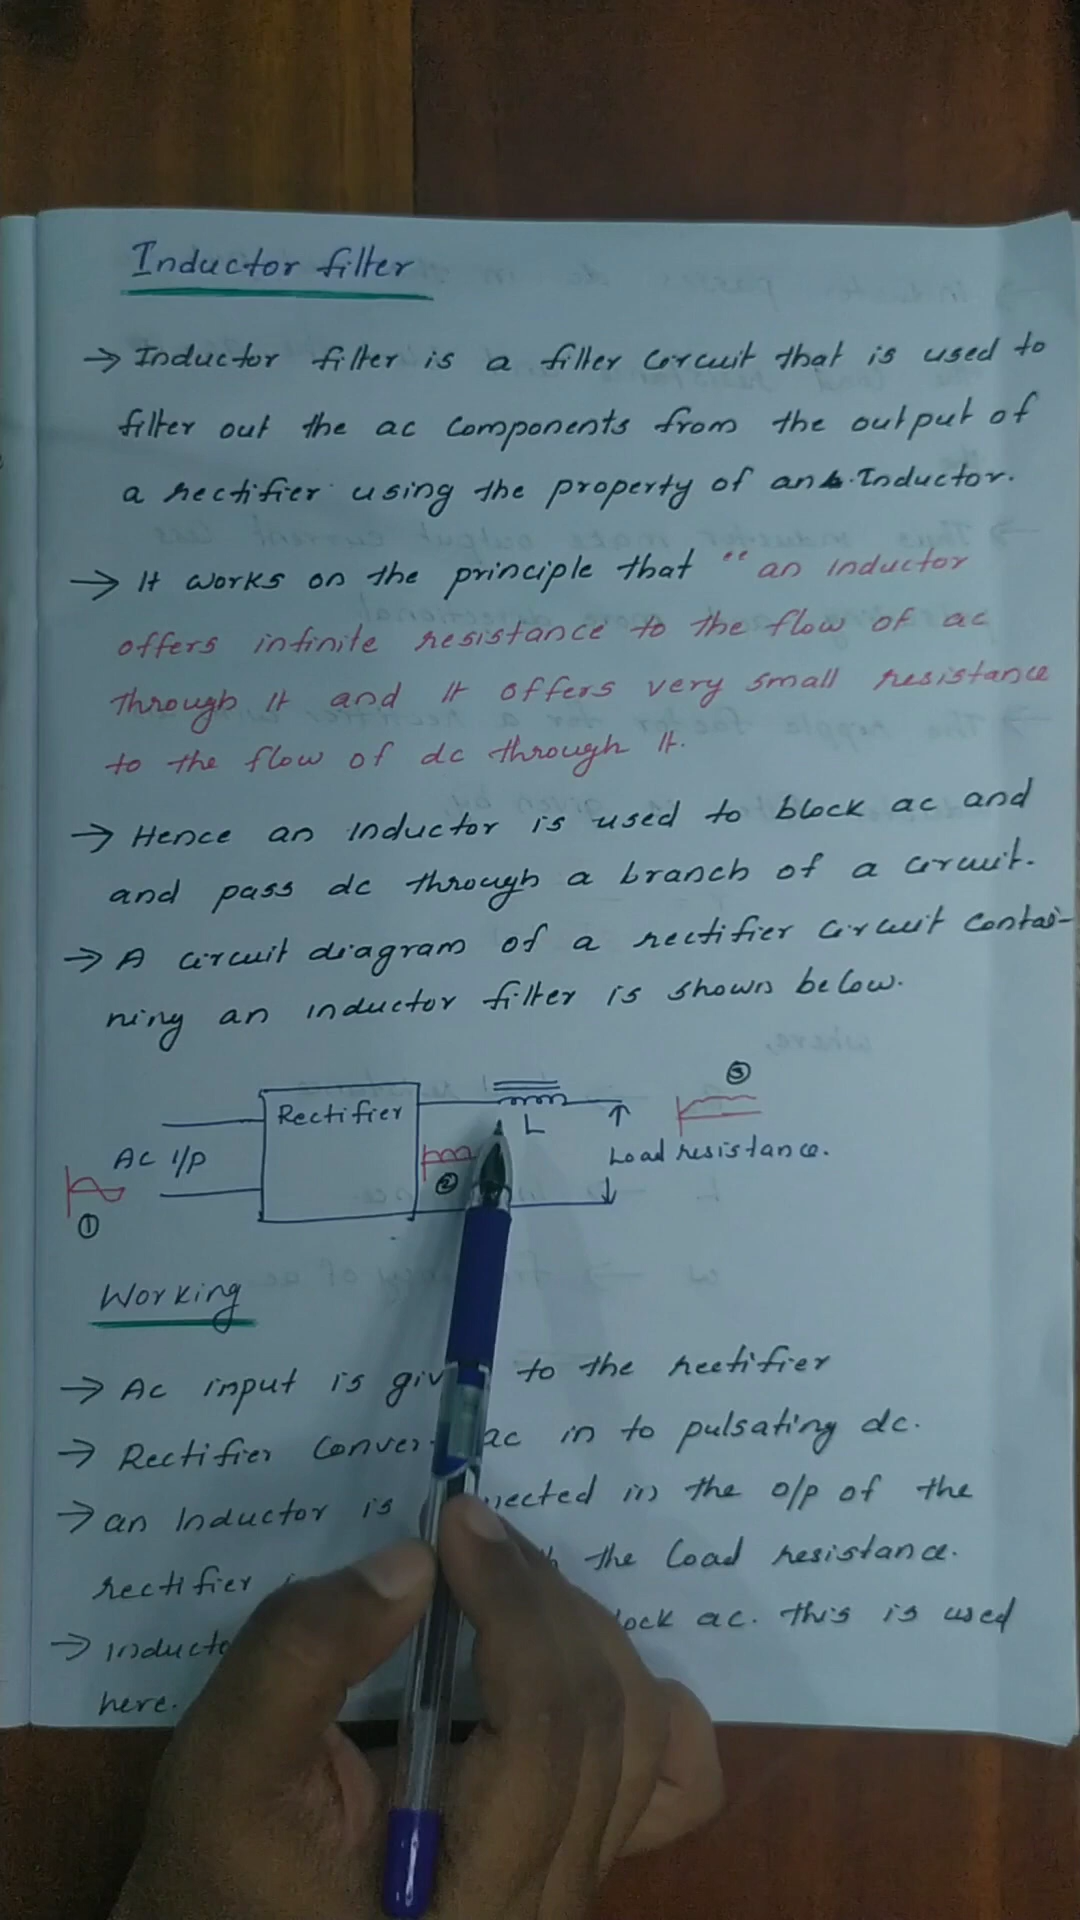 Inductor filter
→ Inductor filter is a filler circuit that is used to
filter out the ac components from the output of
a rectifier using the property of an Inductor.
→ It works on the principle that "an inductor
offers infinite resistance to the flow of ac
through It and It offers very small resistance
to the flow of dc through It.
→ Hence an Inductor is used to block ac and
and pass dc through a branch of a circuit.
→ A circuit diagram of a rectifier circuit contai-
ning an inductor filter is shown below.
③
Rectifier
L
AC I/P
Load resistance.
②
①
Working
→ Ac input is giv to the rectifier
→ Rectifier conver ac in to pulsating dc.
→ an Inductor is nected in the o/p of the
rectifier the load resistance.
→ Inducto lock ac. this is used
here.